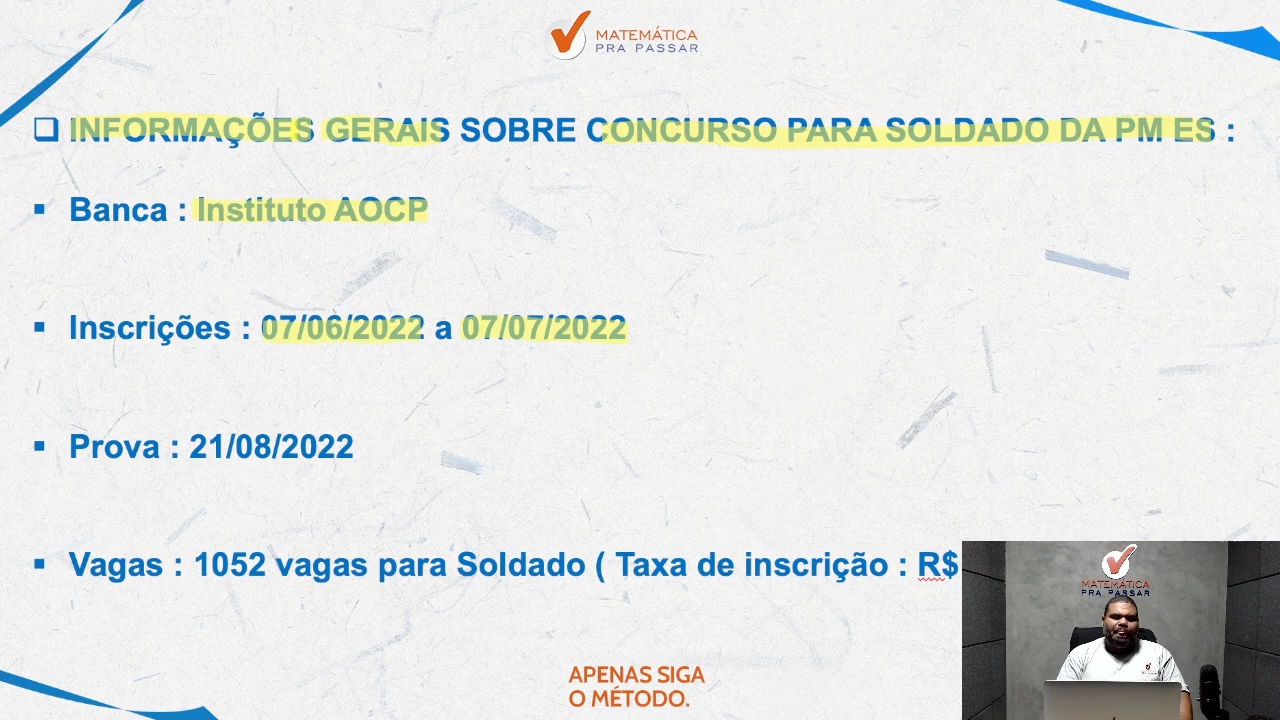 MATEMÁTICA
PRA PASSAR
INFORMAÇÕES GERAIS SOBRE CONCURSO PARA SOLDADO DA PM ES :
Banca : Instituto AOCP
Inscrições : 07/06/2022 a 07/07/2022
Prova : 21/08/2022
Vagas : 1052 vagas para Soldado ( Taxa de inscrição : R$
MATEMÁTICA
PRA PASSAR
APENAS SIGA
O MÉTODO.